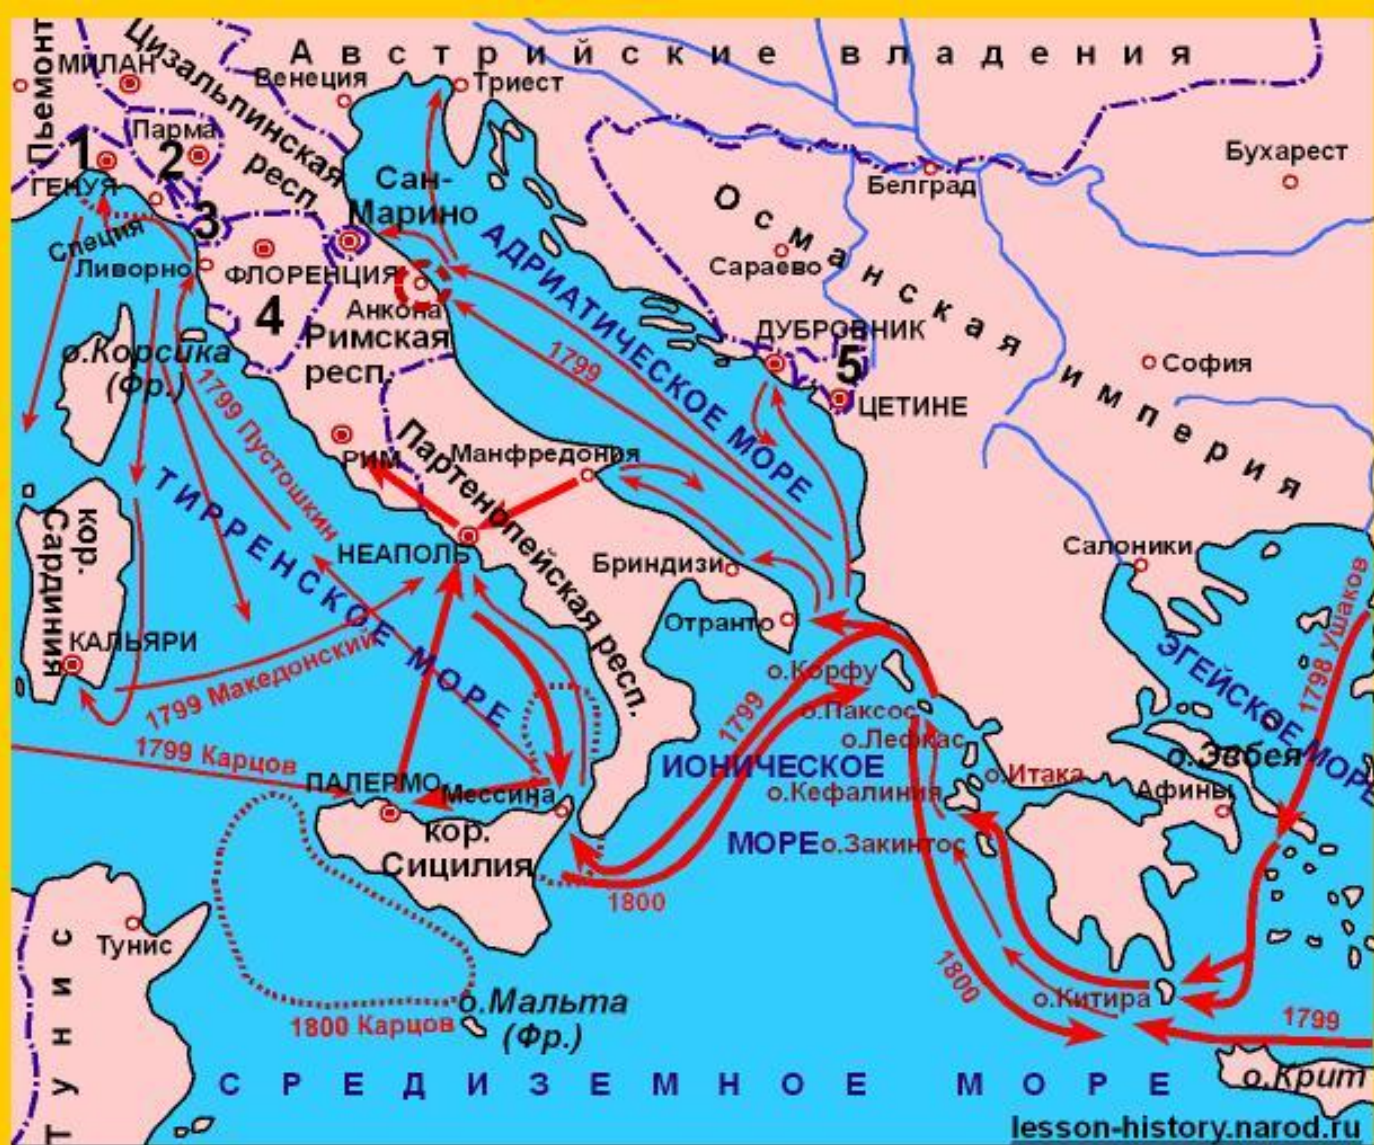 Австрийские владения
Пьемонт
МИЛАН
Цизальпинская
респ.
Венеция
Триест
Парма
1
2
ГЕНУЯ
Специя
3
Ливорно
ФЛОРЕНЦИЯ
4
Сан-
Марино
Анкона
Римская
респ.
АДРИАТИЧЕСКОЕ МОРЕ
1799
Османская империя
Белград
Бухарест
Сараево
ДУБРОВНИК
5
ЦЕТИНЕ
София
о.Корсика
(Фр.)
1799 Пустошкин
РИМ
Партенопейская респ.
Манфредония
ТИРРЕНСКОЕ МОРЕ
НЕАПОЛЬ
Бриндизи
Отранто
Салоники
кор.
Сардиния
КАЛЬЯРИ
1799 Македонский
1799 Карцов
ПАЛЕРМО
Мессина
кор.
Сицилия
1799
о.Корфу
о.Паксос
о.Лефкас
ИОНИЧЕСКОЕ
МОРЕ
о.Кефалиния
о.Итака
о.Закинтос
1800
ЭГЕЙСКОЕ МОРЕ
1798 Ушаков
о.Эвбея
Афины
Тунис
ТУНИС
1800 Карцов
о.Мальта
(Фр.)
1800
о.Китира
1799
о.Крит
СРЕДИЗЕМНОЕ МОРЕ
lesson-history.narod.ru